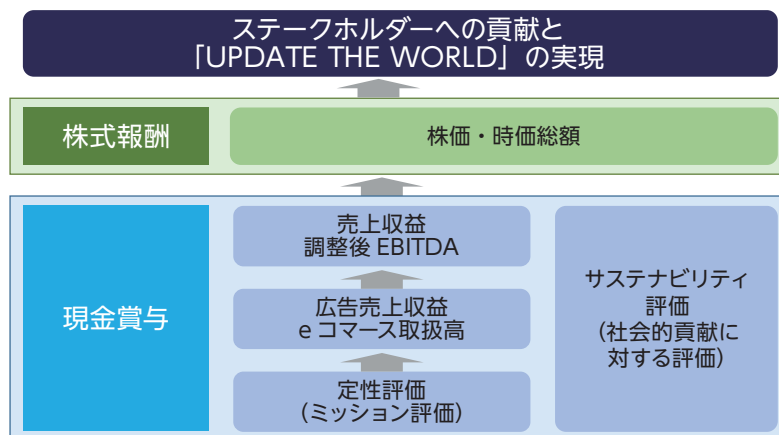 ステークホルダーへの貢献と
「UPDATE THE WORLD」の実現
株式報酬
株価・時価総額
現金賞与
売上収益
調整後 EBITDA
広告売上収益
e コマース取扱高
定性評価
（ミッション評価）
サステナビリティ
評価
（社会的貢献に
対する評価）